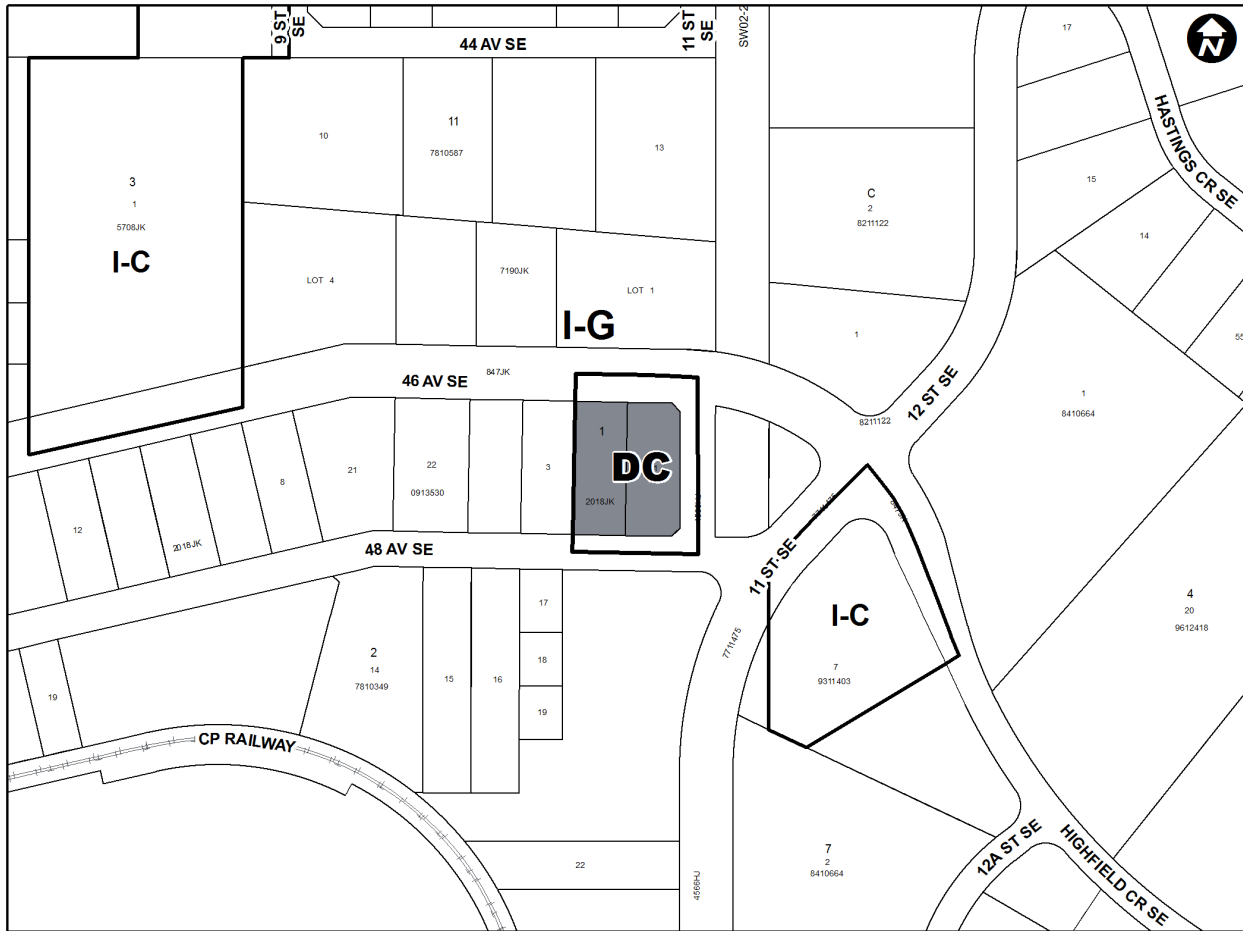 9 ST
SE
44 AV SE
11 ST
SE
17
N
HASTINGS CR SE
10
11
7810587
13
C
2
8211122
15
14
3
1
5708JK
I-C
LOT 4
7190JK
LOT 1
I-G
1
55
46 AV SE
847JK
12 ST SE
8211122
1
8410664
1
DC
2018JK
3
22
0913530
21
8
12
2018JK
48 AV SE
7711475
11 ST SE
I-C
7
9311403
7711475
4
20
9612418
17
18
19
2
14
7810349
15
16
19
CP RAILWAY
22
4566HJ
7
2
8410664
12A ST SE
HIGHFIELD CR SE